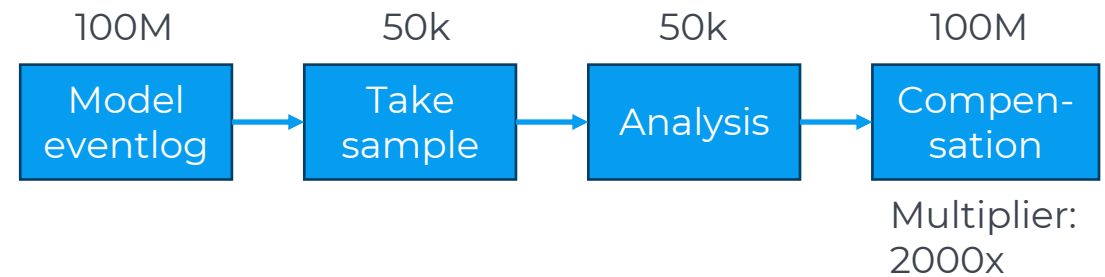 100M
50k
50k
100M
Model
eventlog
Take
sample
Analysis
Compen-
sation
Multiplier:
2000x